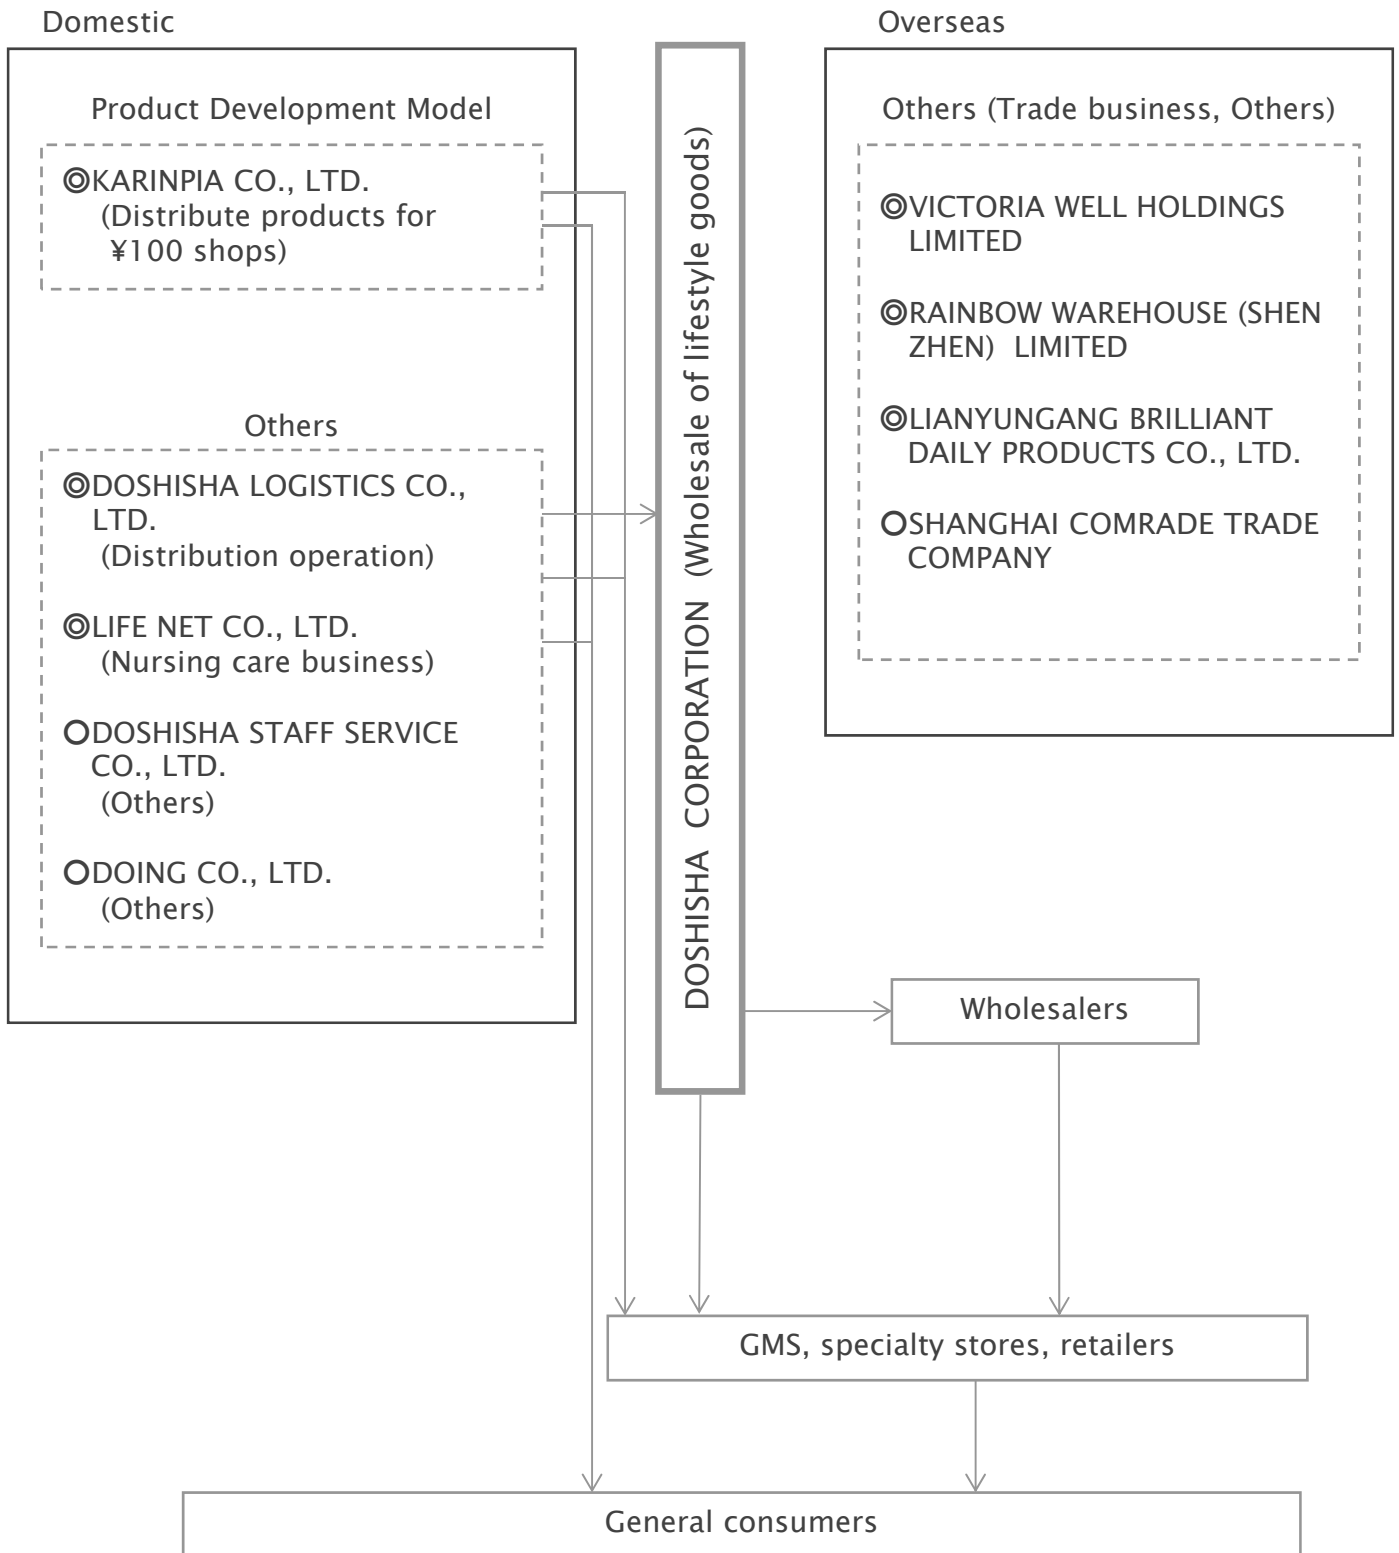 Domestic
Product Development Model
◎KARINPIA CO., LTD.
(Distribute products for
¥100 shops)
Others
◎DOSHISHA LOGISTICS CO.,
LTD.
(Distribution operation)
◎LIFE NET CO., LTD.
(Nursing care business)
○DOSHISHA STAFF SERVICE
CO., LTD.
(Others)
○DOING CO., LTD.
(Others)
DOSHISHA CORPORATION (Wholesale of lifestyle goods)
Overseas
Others (Trade business, Others)
◎VICTORIA WELL HOLDINGS
LIMITED
◎RAINBOW WAREHOUSE (SHEN
ZHEN) LIMITED
◎LIANYUNGANG BRILLIANT
DAILY PRODUCTS CO., LTD.
○SHANGHAI COMRADE TRADE
COMPANY
Wholesalers
GMS, specialty stores, retailers
General consumers